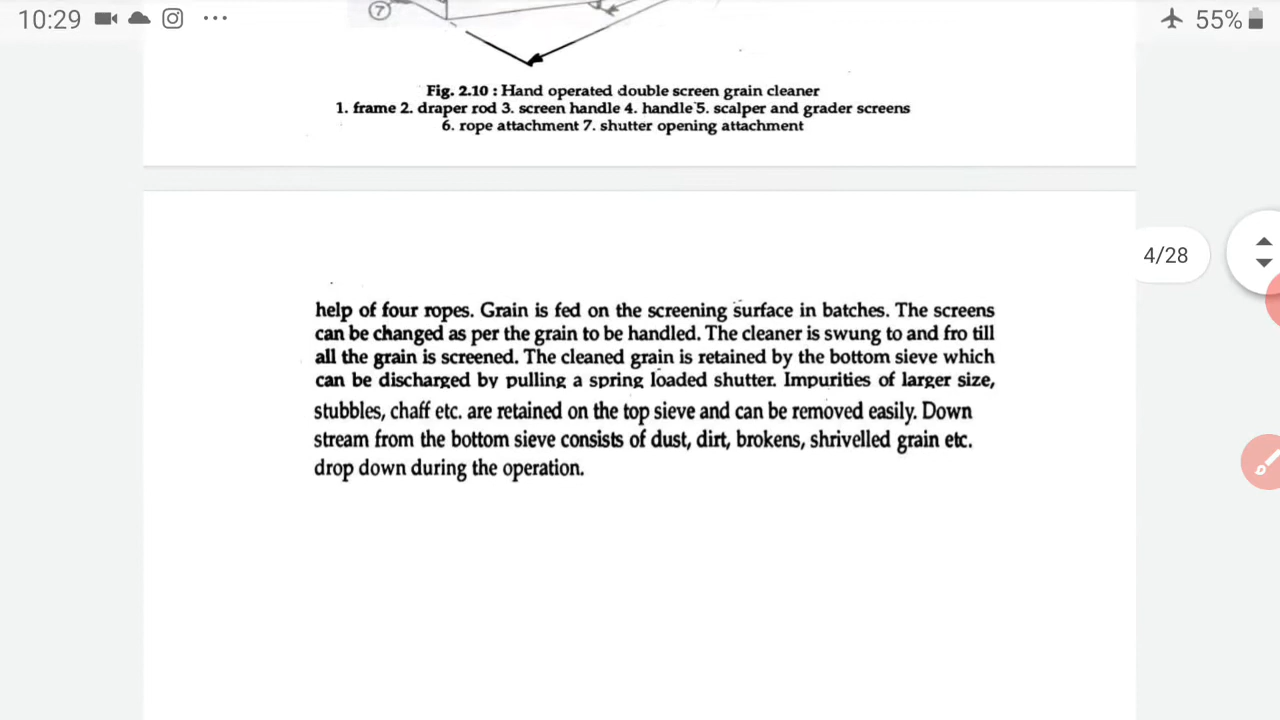 10:29
55%
7
Fig. 2.10 : Hand operated double screen grain cleaner
1. frame 2. draper rod 3. screen handle 4. handle 5. scalper and grader screens
6. rope attachment 7. shutter opening attachment
4/28
help of four ropes. Grain is fed on the screening surface in batches. The screens
can be changed as per the grain to be handled. The cleaner is swung to and fro till
all the grain is screened. The cleaned grain is retained by the bottom sieve which
can be discharged by pulling a spring loaded shutter. Impurities of larger size,
stubbles, chaff etc. are retained on the top sieve and can be removed easily. Down
stream from the bottom sieve consists of dust, dirt, brokens, shrivelled grain etc.
drop down during the operation.